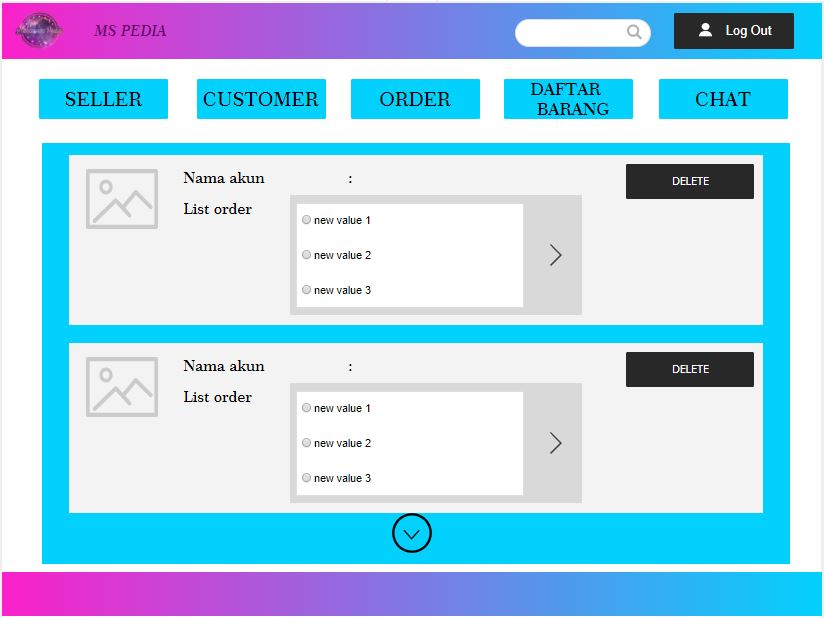 MS PEDIA
Log Out
SELLER
CUSTOMER
ORDER
DAFTAR
BARANG
CHAT
Nama akun :
DELETE
List order
new value 1
new value 2
new value 3
Nama akun :
DELETE
List order
new value 1
new value 2
new value 3